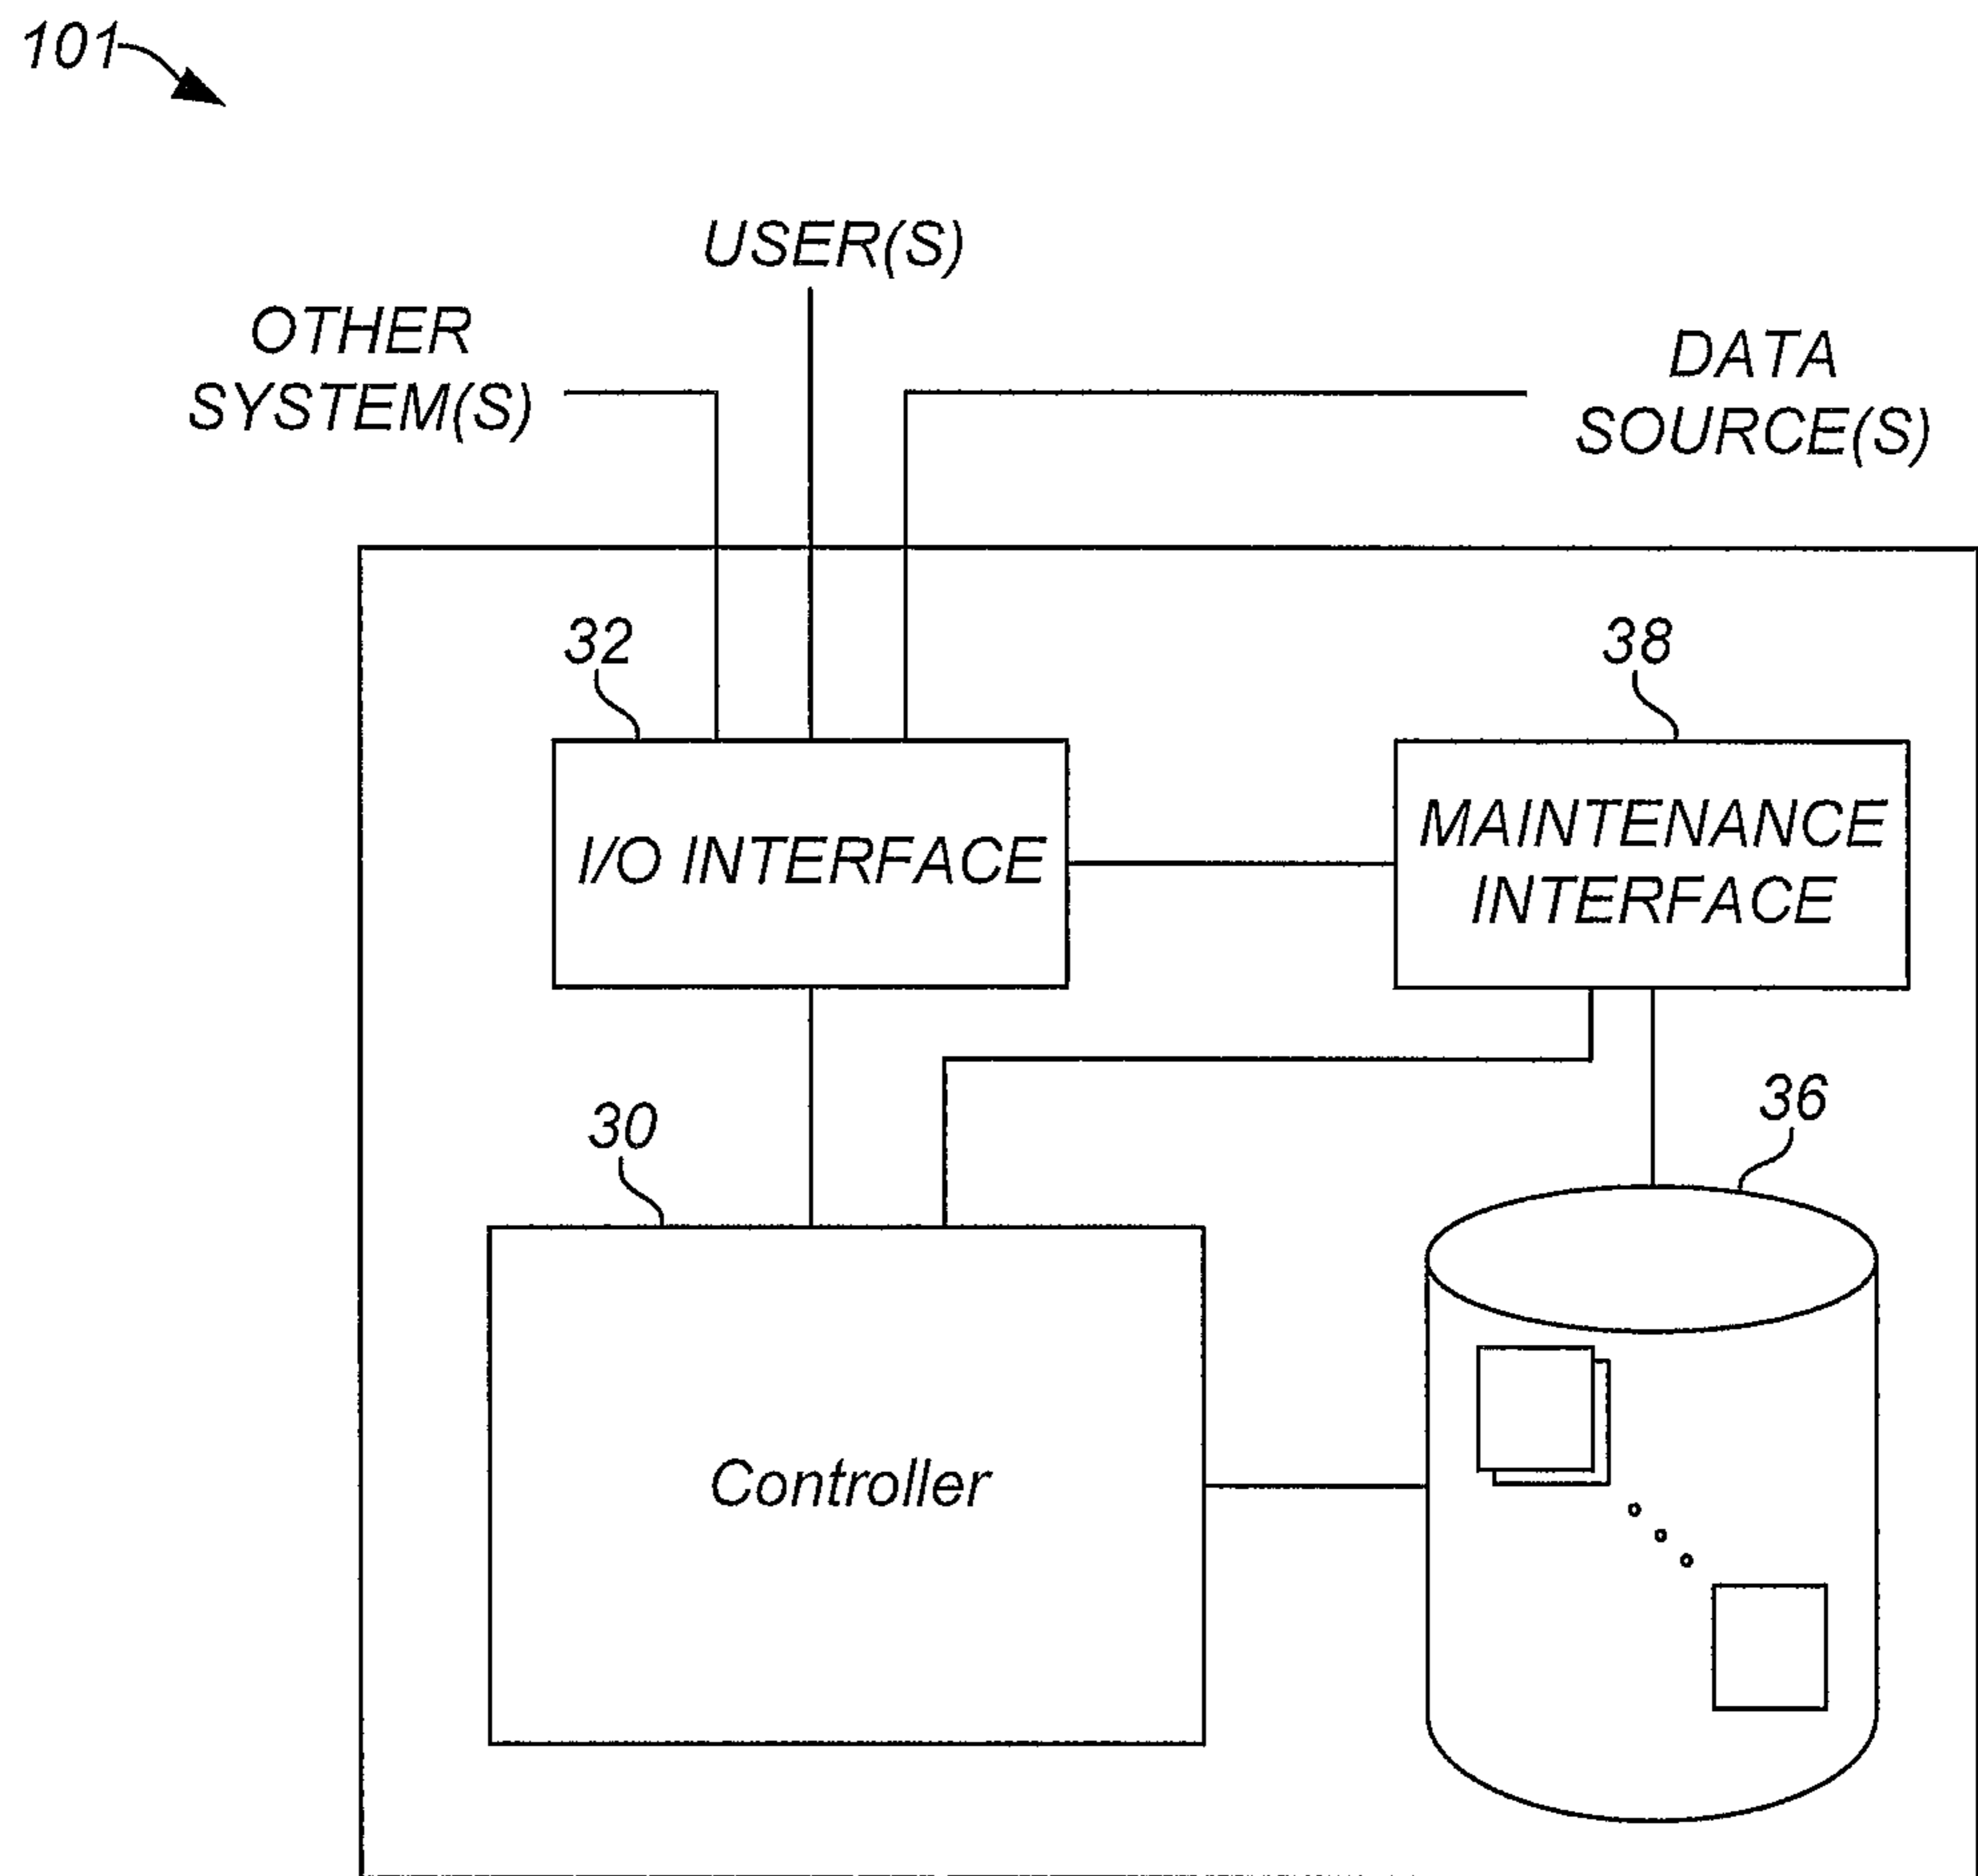 101
USER(S)
OTHER
SYSTEM(S)
DATA
SOURCE(S)
32
38
I/O INTERFACE
MAINTENANCE
INTERFACE
30
36
Controller